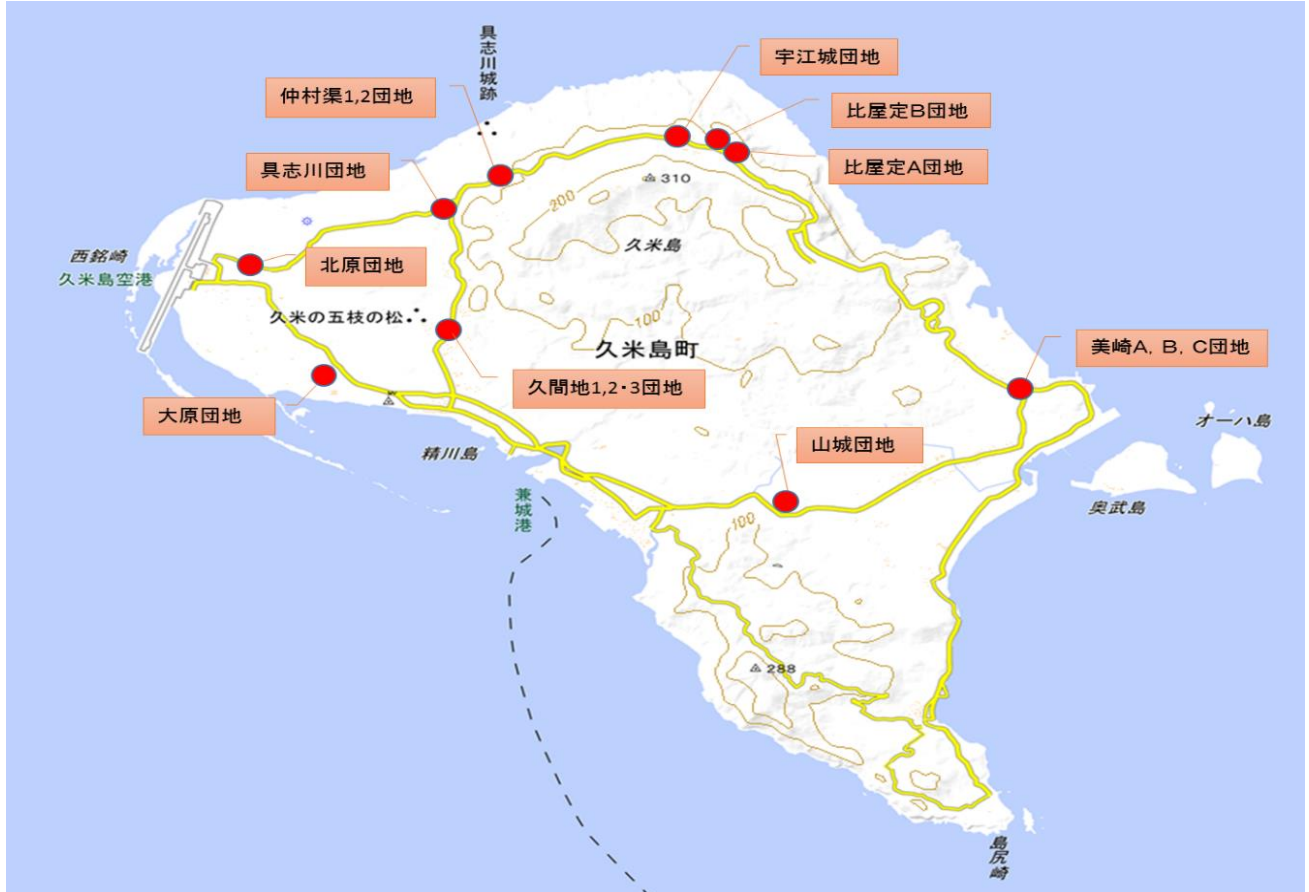 具志川城跡
宇江城団地
仲村渠1,2団地
比屋定B団地
比屋定A団地
具志川団地
310
200
久米島
西銘崎
久米島空港
北原団地
100
久米の五枝の松
久米島町
美崎A, B, C団地
久間地1,2・3団地
大原団地
オーハ島
山城団地
精川島
奥武島
兼城港
100
288
島尻崎